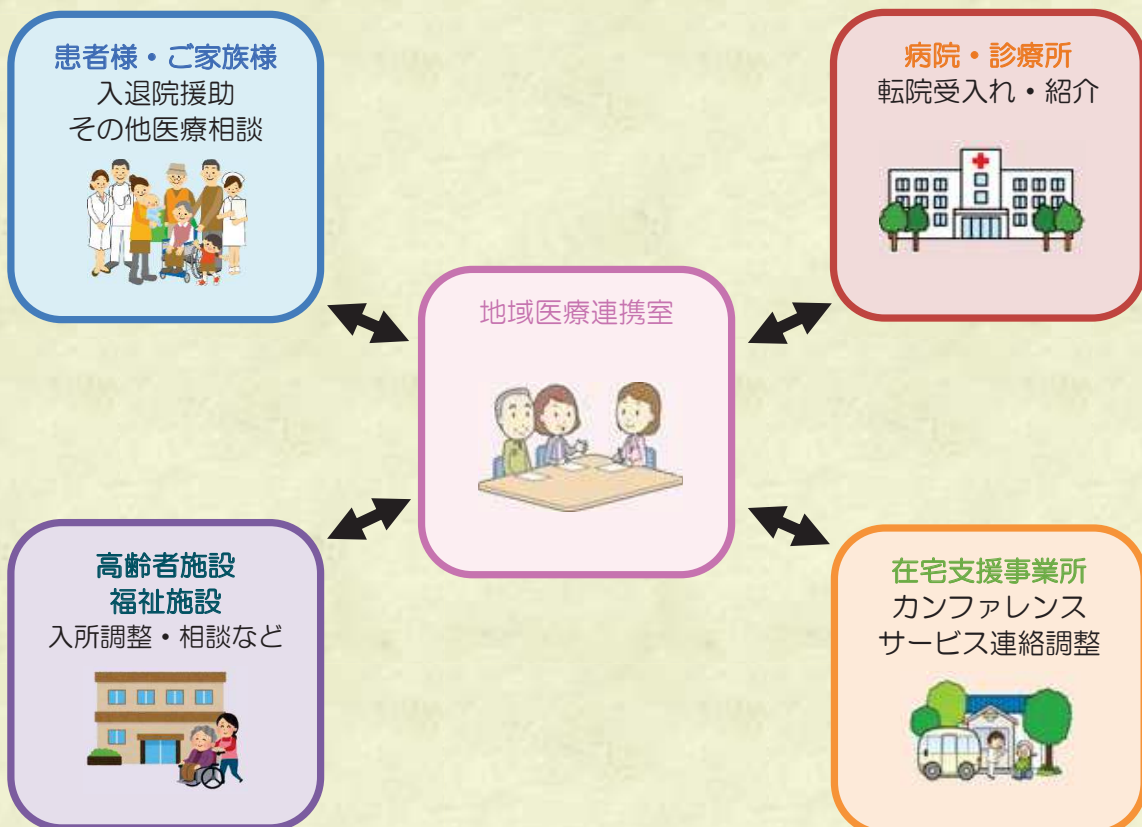 患者様・ご家族様
入退院援助
その他医療相談
病院・診療所
転院受入れ・紹介
地域医療連携室
高齢者施設
福祉施設
入所調整・相談など
在宅支援事業所
カンファレンス
サービス連絡調整